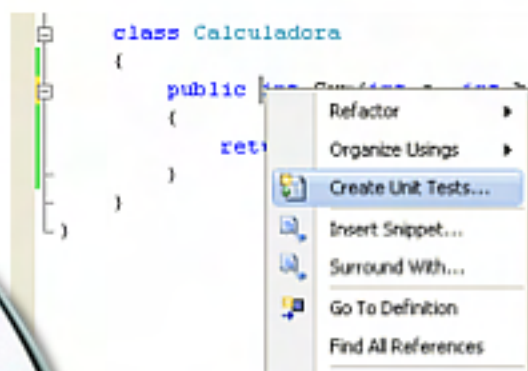 class Calculadora
{
public
{
}
}
}
Refactor
Organize Usings
Create Unit Tests...
Insert Snippet...
Surround With...
Go To Definition
Find All References